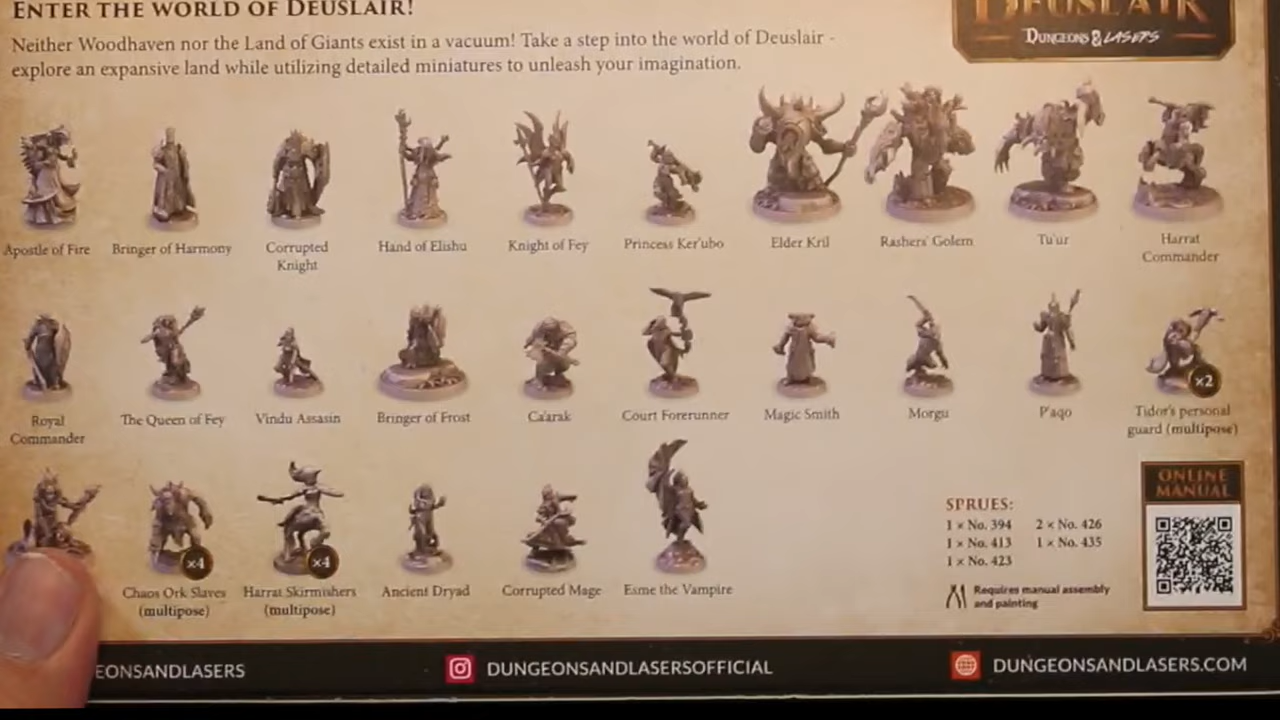 ENTER THE WORLD OF DEUSLAIR!
DEUSLAIR
DUNGEONS & LASERS
Neither Woodhaven nor the Land of Giants exist in a vacuum! Take a step into the world of Deuslair -
explore an expansive land while utilizing detailed miniatures to unleash your imagination.
Apostle of Fire
Bringer of Harmony
Corrupted
Knight
Hand of Elishu
Knight of Fey
Princess Ker'ubo
Elder Kril
Rashers' Golem
Tu'ur
Harrat
Commander
Royal
Commander
The Queen of Fey
Vindu Assasin
Bringer of Frost
Ca'arak
Court Forerunner
Magic Smith
Morgu
P'aqo
x2
Tidor's personal
guard (multipose)
x4
Chaos Ork Slaves
(multipose)
x4
Harrat Skirmishers
(multipose)
Ancient Dryad
Corrupted Mage
Esme the Vampire
SPRUES:
1 x No. 394 2 x No. 426
1 x No. 413 1 x No. 435
1 x No. 423
Requires manual assembly
and painting
ONLINE
MANUAL
EONSANDLASERS
DUNGEONSANDLASERSOFFICIAL
DUNGEONSANDLASERS.COM